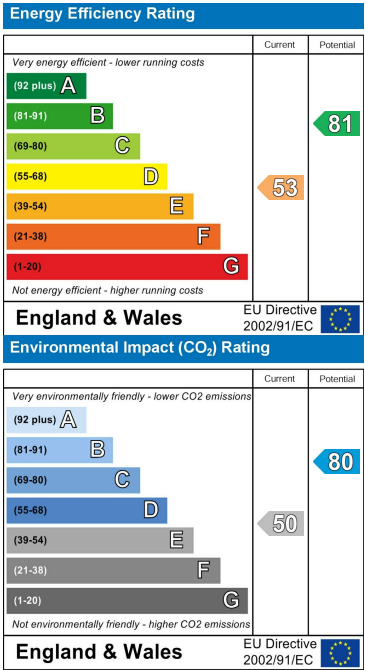 Energy Efficiency Rating
Current Potential
Very energy efficient - lower running costs
(92 plus) A
(81-91) B
81
(69-80) C
(55-68) D
53
(39-54) E
(21-38) F
(1-20) G
Not energy efficient - higher running costs
England & Wales
EU Directive
2002/91/EC
Environmental Impact (CO₂) Rating
Current Potential
Very environmentally friendly - lower CO2 emissions
(92 plus) A
(81-91) B
80
(69-80) C
(55-68) D
50
(39-54) E
(21-38) F
(1-20) G
Not environmentally friendly - higher CO2 emissions
England & Wales
EU Directive
2002/91/EC